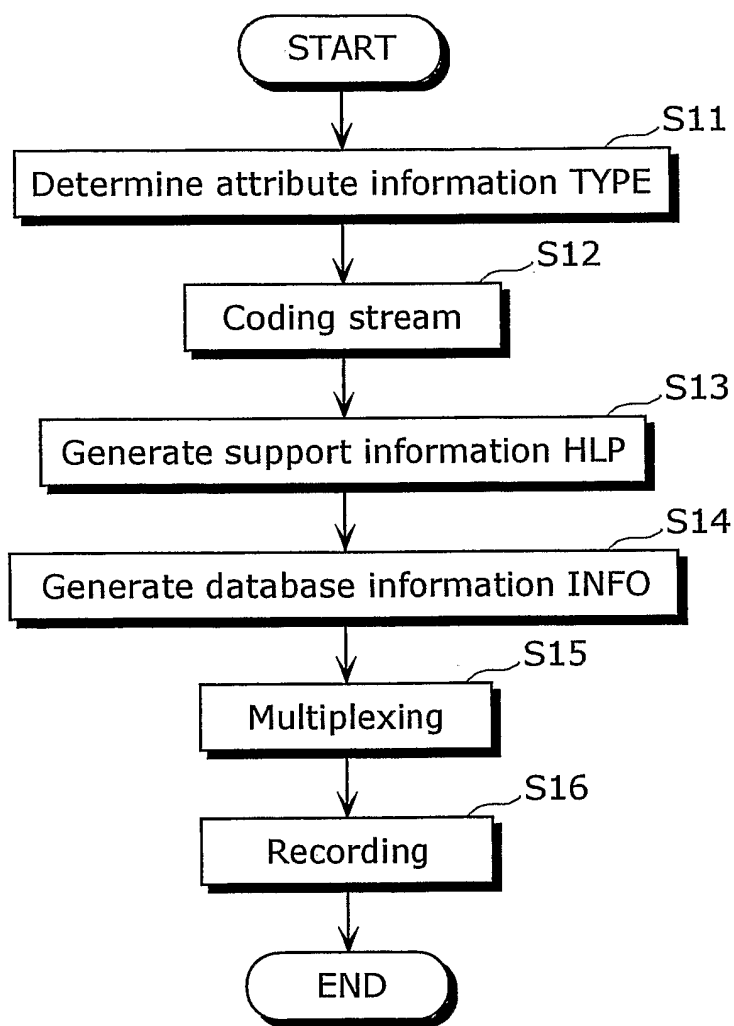 START
S11
Determine attribute information TYPE
S12
Coding stream
S13
Generate support information HLP
S14
Generate database information INFO
S15
Multiplexing
S16
Recording
END